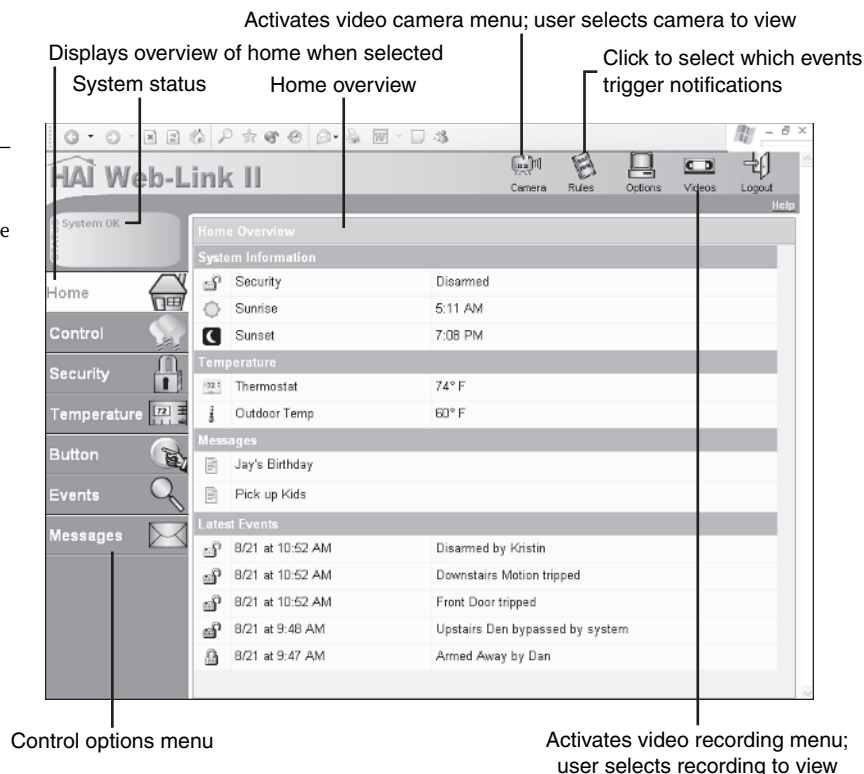 Activates video camera menu; user selects camera to view
Displays overview of home when selected
Click to select which events
trigger notifications
System status
Home overview
e
HAI Web-Link II
Camera
Rules
Options
Videos
Logout
Help
System OK
Home Overview
System Information
Security Disarmed
Sunrise 5:11 AM
Sunset 7:08 PM
Temperature
Thermostat 74° F
Outdoor Temp 60° F
Messages
Jay's Birthday
Pick up Kids
Latest Events
8/21 at 10:52 AM Disarmed by Kristin
8/21 at 10:52 AM Downstairs Motion tripped
8/21 at 10:52 AM Front Door tripped
8/21 at 9:48 AM Upstairs Den bypassed by system
8/21 at 9:47 AM Armed Away by Dan
Home
Control
Security
Temperature 72
Button
Events
Messages
Control options menu
Activates video recording menu;
user selects recording to view